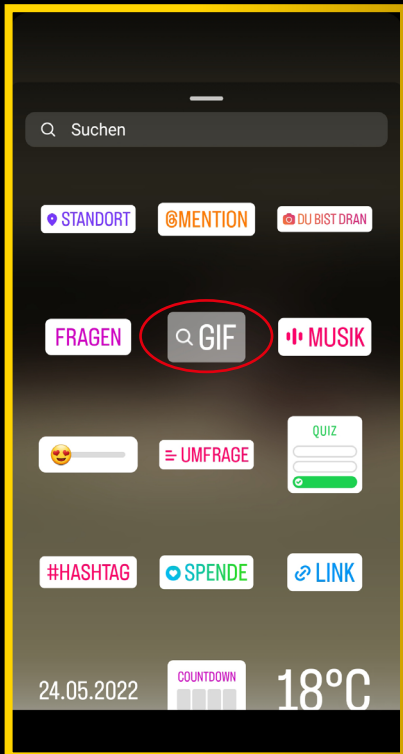 Suchen
STANDORT
@MENTION
DU BIST DRAN
FRAGEN
GIF
MUSIK
UMFRAGE
QUIZ
#HASHTAG
SPENDE
LINK
24.05.2022
COUNTDOWN
18°C